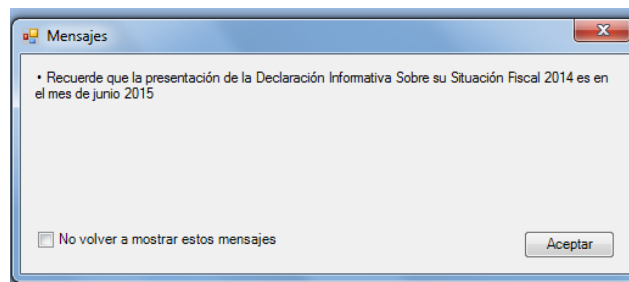 Mensajes
• Recuerde que la presentación de la Declaración Informativa Sobre su Situación Fiscal 2014 es en
el mes de junio 2015
No volver a mostrar estos mensajes
Aceptar